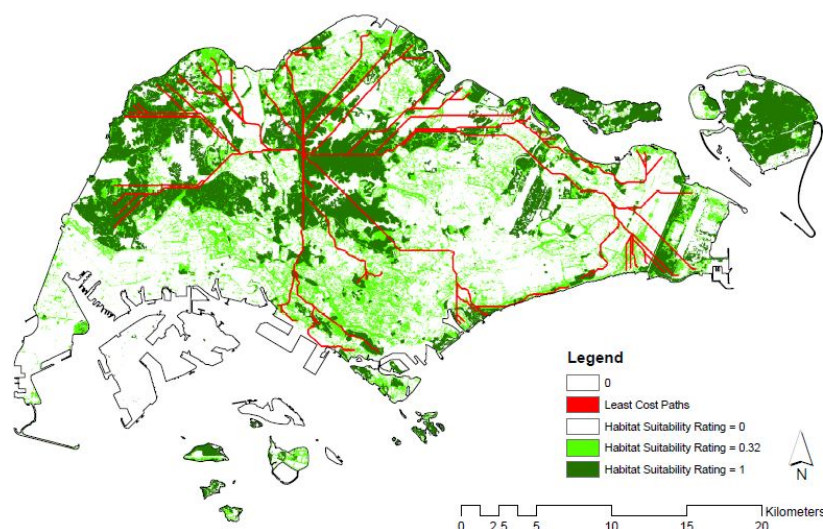 Legend
0
Least Cost Paths
Habitat Suitability Rating = 0
Habitat Suitability Rating = 0.32
Habitat Suitability Rating = 1
N
Kilometers
0 2.5 5 10 15 20